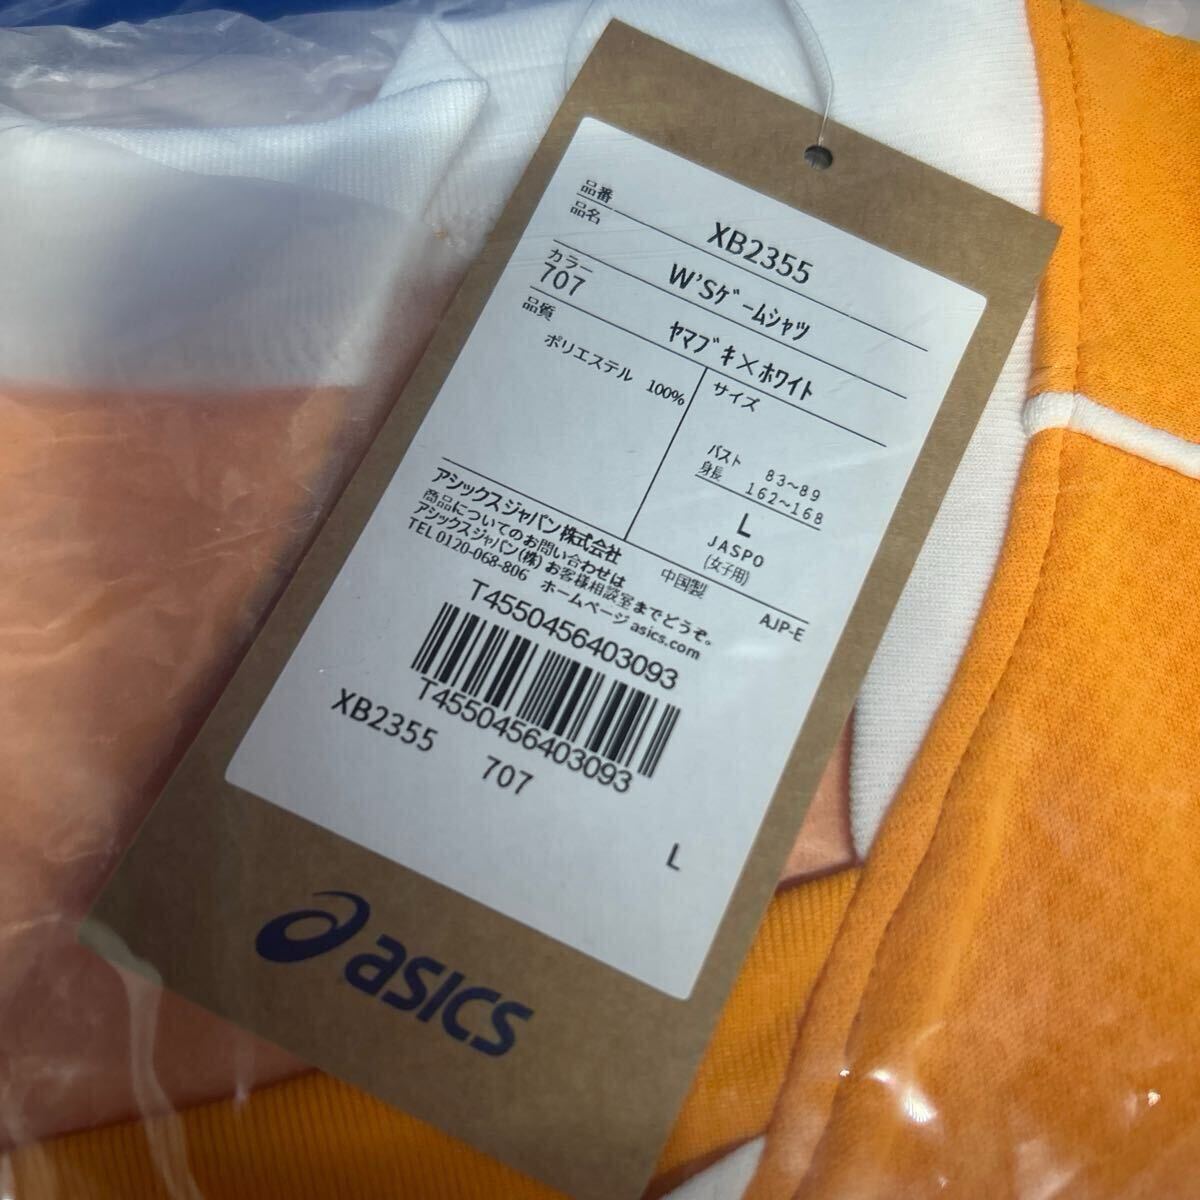 品番 XB2355
品名 W'Sゲームシャツ
カラー
707 ヤマブキ×ホワイト
品質 サイズ
ポリエステル 100%
バスト 83~89
身長 162~168
L
JASPO
(女子用)
アシックスジャパン株式会社 中国製 AJP-E
商品についてのお問い合わせは
アシックスジャパン(株)お客様相談室までどうぞ。
TEL 0120-068-806 ホームページ asics.com
T4550456403093
T4550456403093
XB2355 707 L
asics